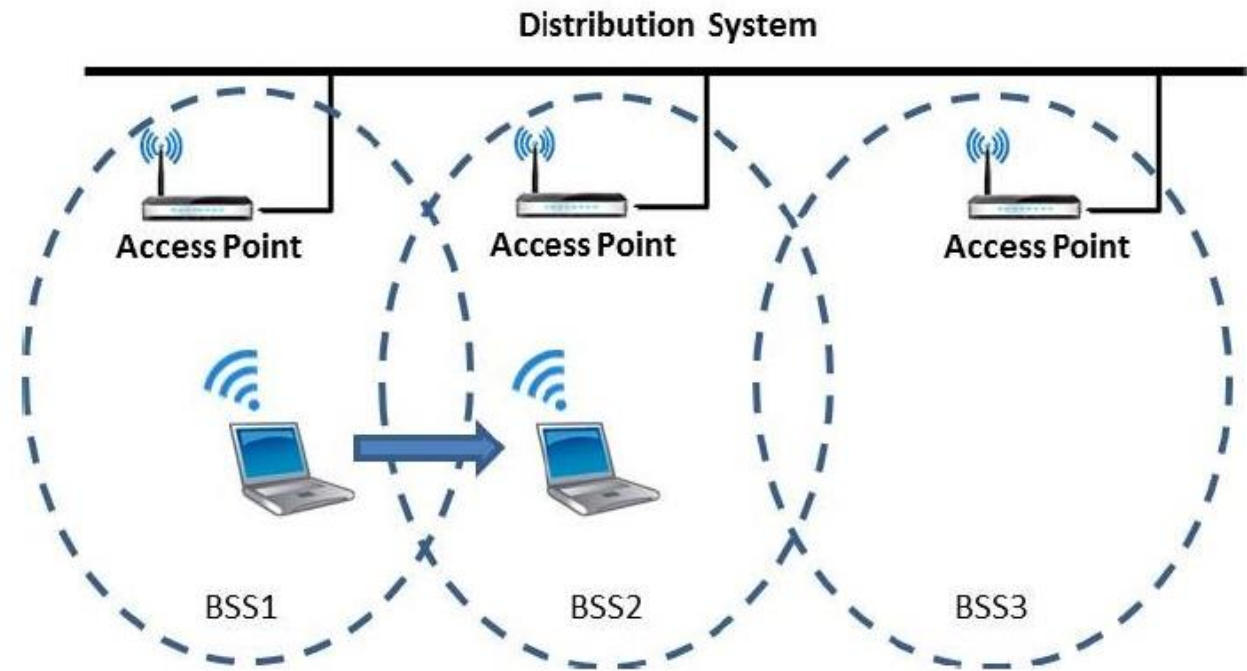 Distribution System
Access Point
Access Point
Access Point
BSS1
BSS2
BSS3